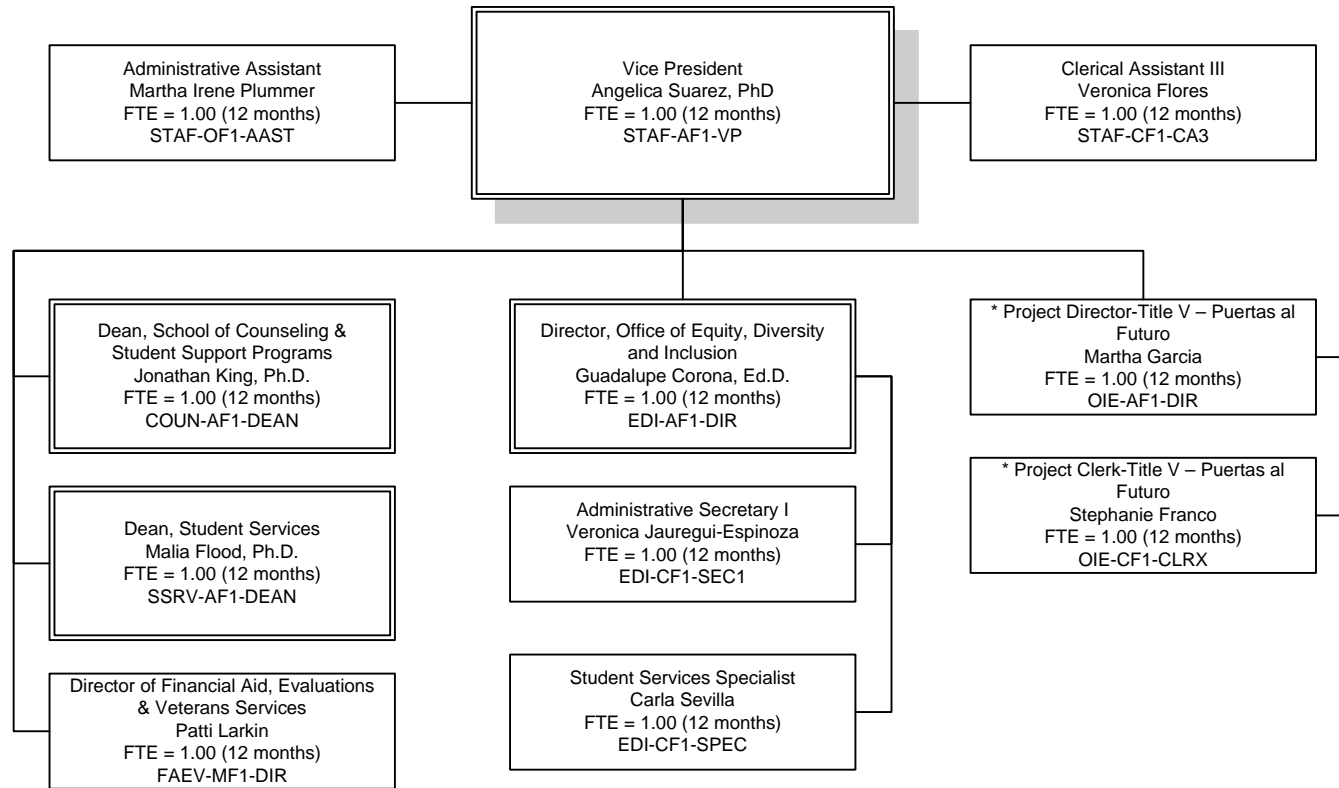 Administrative Assistant
Martha Irene Plummer
FTE = 1.00 (12 months)
STAF-OF1-AAST
Vice President
Angelica Suarez, PhD
FTE = 1.00 (12 months)
STAF-AF1-VP
Clerical Assistant III
Veronica Flores
FTE = 1.00 (12 months)
STAF-CF1-CA3
Dean, School of Counseling &
Student Support Programs
Jonathan King, Ph.D.
FTE = 1.00 (12 months)
COUN-AF1-DEAN
Dean, Student Services
Malia Flood, Ph.D.
FTE = 1.00 (12 months)
SSRV-AF1-DEAN
Director of Financial Aid, Evaluations
& Veterans Services
Patti Larkin
FTE = 1.00 (12 months)
FAEV-MF1-DIR
Director, Office of Equity, Diversity
and Inclusion
Guadalupe Corona, Ed.D.
FTE = 1.00 (12 months)
EDI-AF1-DIR
Administrative Secretary I
Veronica Jauregui-Espinoza
FTE = 1.00 (12 months)
EDI-CF1-SEC1
Student Services Specialist
Carla Sevilla
FTE = 1.00 (12 months)
EDI-CF1-SPEC
* Project Director-Title V – Puertas al
Futuro
Martha Garcia
FTE = 1.00 (12 months)
OIE-AF1-DIR
* Project Clerk-Title V – Puertas al
Futuro
Stephanie Franco
FTE = 1.00 (12 months)
OIE-CF1-CLRX